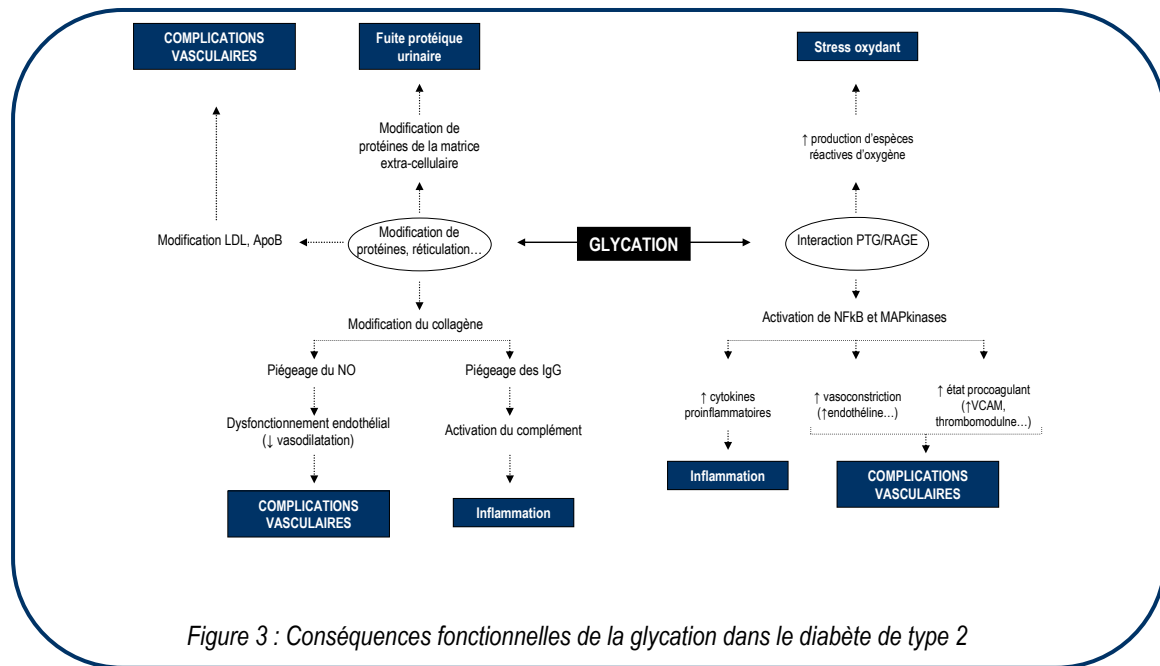 COMPLICATIONS
VASCULAIRES
Fuite protéique
urinaire
Stress oxydant
Modification de
protéines de la matrice
extra-cellulaire
↑ production d'espèces
réactives d'oxygène
Modification LDL, ApoB
Modification de
protéines, réticulation…
GLYCATION
Interaction PTG/RAGE
Modification du collagène
Activation de NFkB et MAPkinases
Piégeage du NO
Piégeage des IgG
↑ cytokines
proinflammatoires
↑ vasoconstriction
(↑endothéline…)
↑ état procoagulant
(↑VCAM,
thrombomodulne…)
Dysfonctionnement endothélial
(↓ vasodilatation)
Activation du complément
Inflammation
COMPLICATIONS
VASCULAIRES
COMPLICATIONS
VASCULAIRES
Inflammation
Figure 3 : Conséquences fonctionnelles de la glycation dans le diabète de type 2